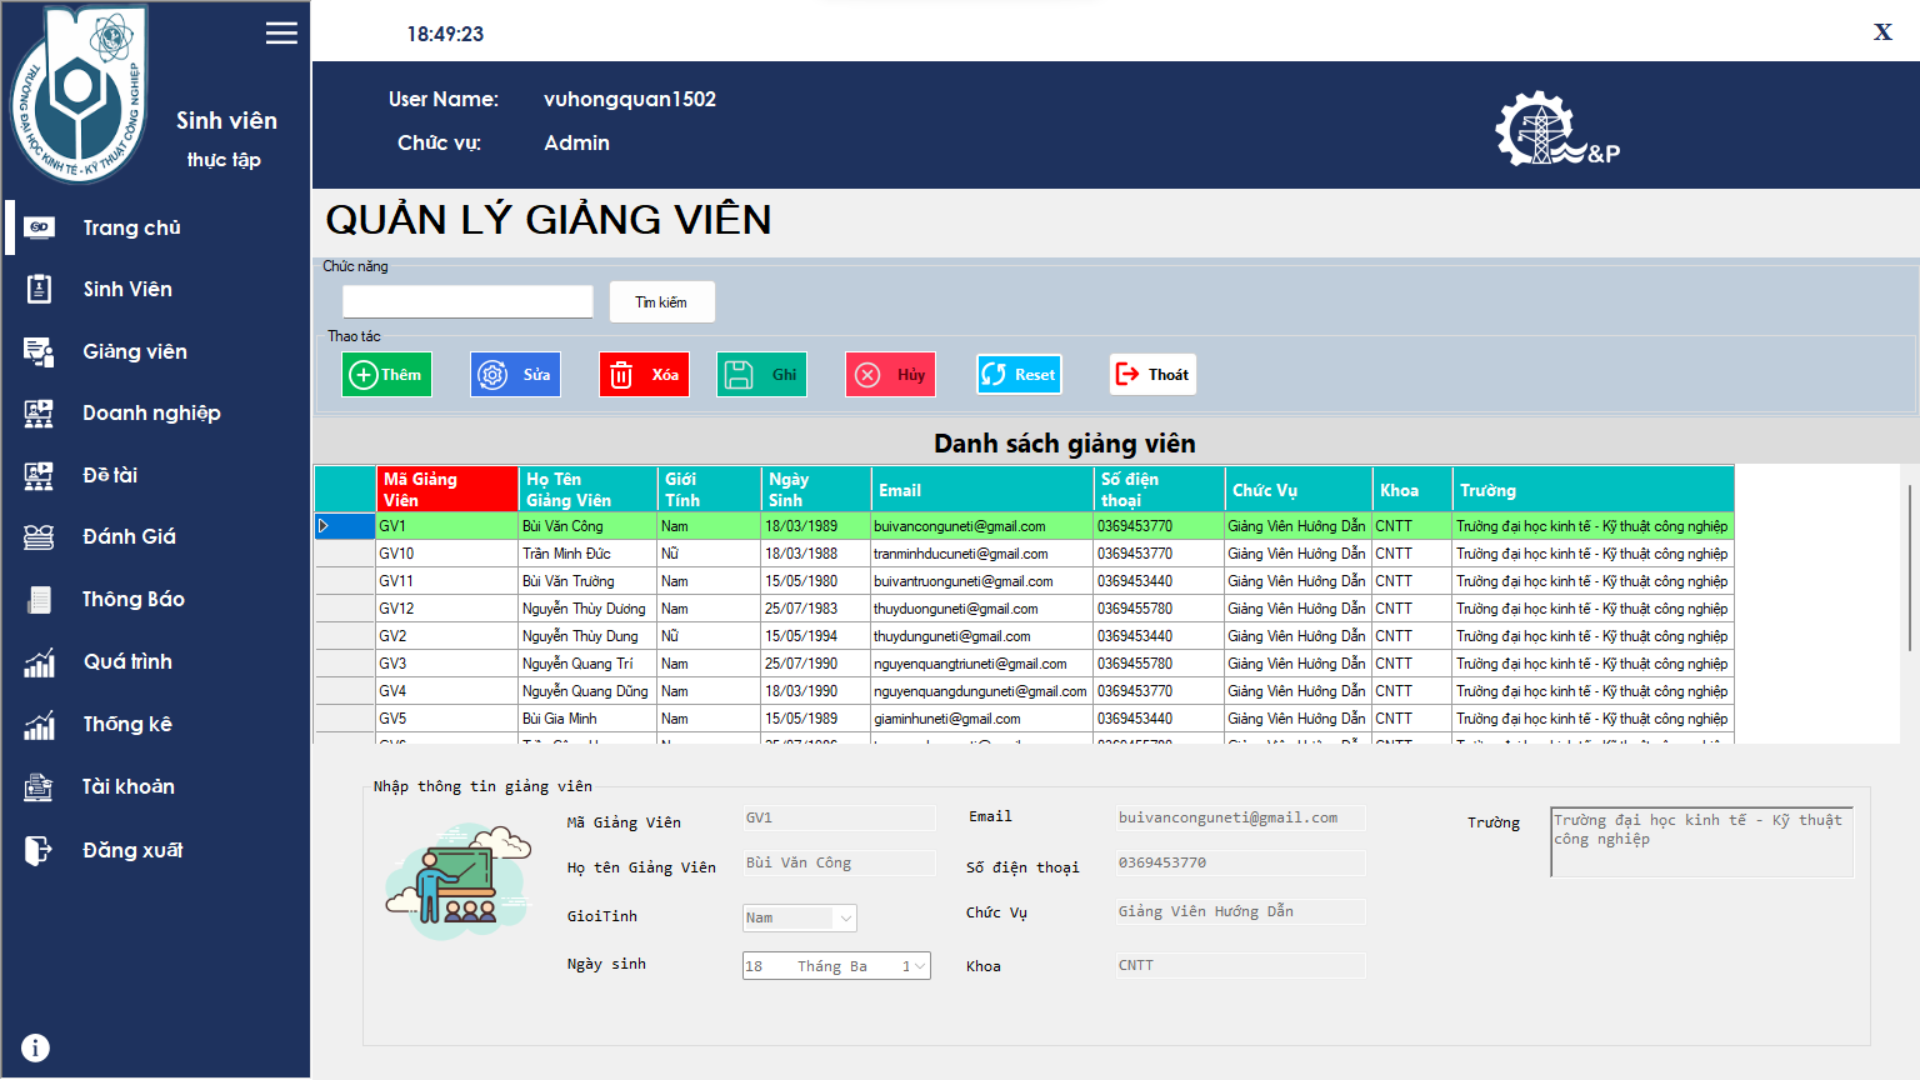 18:49:23
X
TRƯỜNG ĐẠI HỌC KINH TẾ - KỸ THUẬT CÔNG NGHIỆP
Sinh viên
thực tập
User Name: vuhongquan1502
Chức vụ: Admin
&P
Trang chủ
Sinh Viên
Giảng viên
Doanh nghiệp
Đề tài
Đánh Giá
Thông Báo
Quá trình
Thống kê
Tài khoản
Đăng xuất
QUẢN LÝ GIẢNG VIÊN
Chức năng
Tìm kiếm
Thao tác
Thêm Sửa Xóa Ghi Hủy Reset Thoát
Danh sách giảng viên
Mã Giảng Viên Họ Tên Giảng Viên Giới Tính Ngày Sinh Email Số điện thoại Chức Vụ Khoa Trường
GV1 Bùi Văn Công Nam 18/03/1989 buivanconguneti@gmail.com 0369453770 Giảng Viên Hướng Dẫn CNTT Trường đại học kinh tế - Kỹ thuật công nghiệp
GV10 Trần Minh Đức Nữ 18/03/1988 tranminhducuneti@gmail.com 0369453770 Giảng Viên Hướng Dẫn CNTT Trường đại học kinh tế - Kỹ thuật công nghiệp
GV11 Bùi Văn Trường Nam 15/05/1980 buivantruonguneti@gmail.com 0369453440 Giảng Viên Hướng Dẫn CNTT Trường đại học kinh tế - Kỹ thuật công nghiệp
GV12 Nguyễn Thùy Dương Nam 25/07/1983 thuyduonguneti@gmail.com 0369455780 Giảng Viên Hướng Dẫn CNTT Trường đại học kinh tế - Kỹ thuật công nghiệp
GV2 Nguyễn Thùy Dung Nữ 15/05/1994 thuydunguneti@gmail.com 0369453440 Giảng Viên Hướng Dẫn CNTT Trường đại học kinh tế - Kỹ thuật công nghiệp
GV3 Nguyễn Quang Trí Nam 25/07/1990 nguyenquangtriuneti@gmail.com 0369455780 Giảng Viên Hướng Dẫn CNTT Trường đại học kinh tế - Kỹ thuật công nghiệp
GV4 Nguyễn Quang Dũng Nam 18/03/1990 nguyenquangdunguneti@gmail.com 0369453770 Giảng Viên Hướng Dẫn CNTT Trường đại học kinh tế - Kỹ thuật công nghiệp
GV5 Bùi Gia Minh Nam 15/05/1989 giaminhuneti@gmail.com 0369453440 Giảng Viên Hướng Dẫn CNTT Trường đại học kinh tế - Kỹ thuật công nghiệp
Nhập thông tin giảng viên
Mã Giảng Viên GV1
Họ tên Giảng Viên Bùi Văn Công
GioiTinh Nam
Ngày sinh 18 Tháng Ba 1
Email buivanconguneti@gmail.com
Số điện thoại 0369453770
Chức Vụ Giảng Viên Hướng Dẫn
Khoa CNTT
Trường Trường đại học kinh tế - Kỹ thuật
công nghiệp